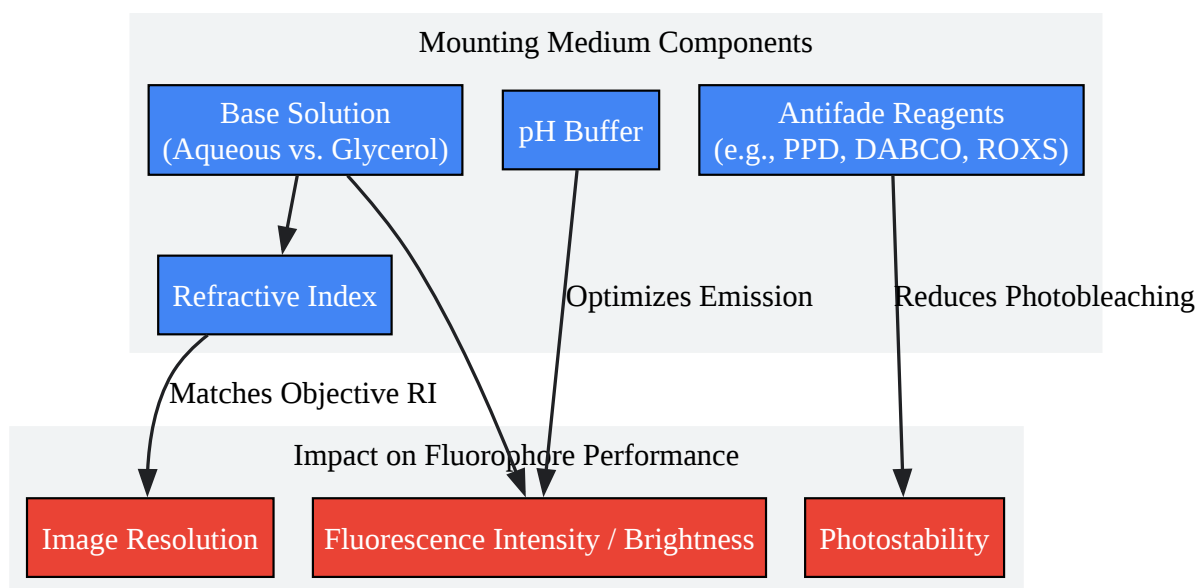 Mounting Medium Components
Base Solution
(Aqueous vs. Glycerol)
pH Buffer
Antifade Reagents
(e.g., PPD, DABCO, ROXS)
Refractive Index
Optimizes Emission
Reduces Photobleaching
Matches Objective RI
Impact on Fluorophore Performance
Image Resolution
Fluorescence Intensity / Brightness
Photostability